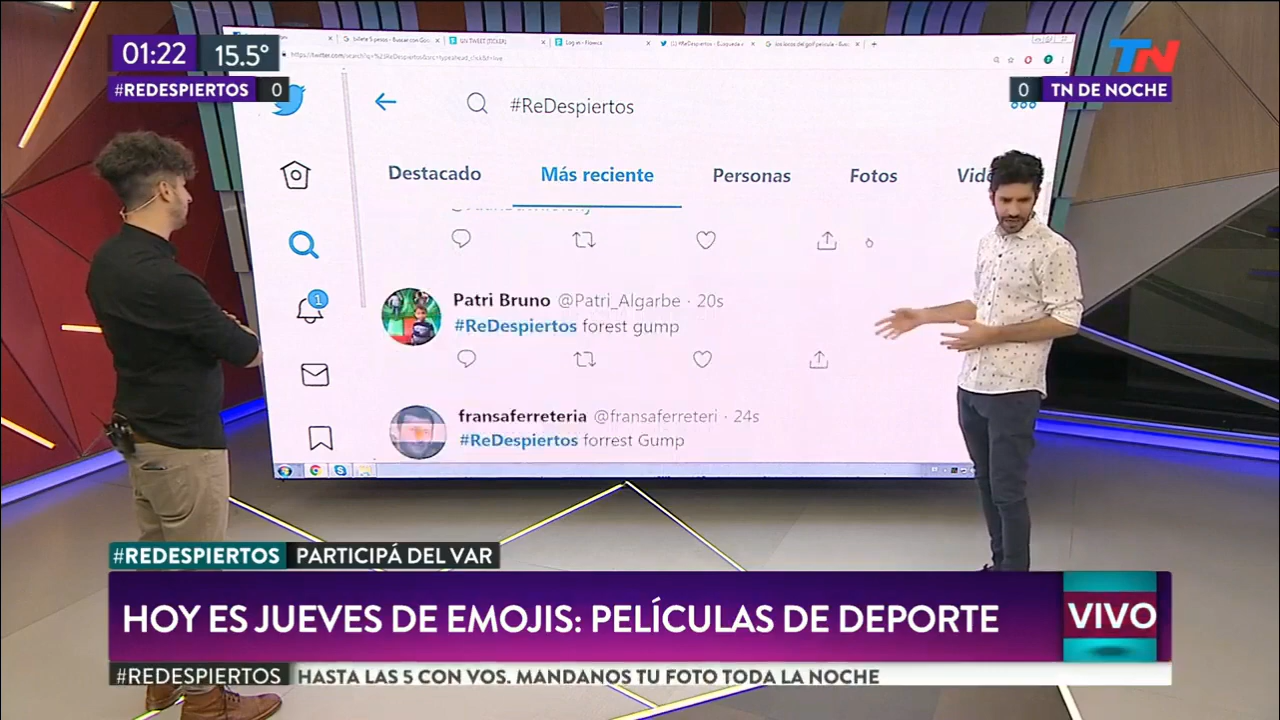 01:22 15.5°
#REDESPIERTOS 0
TN
0 TN DE NOCHE
#ReDespiertos
Destacado Más reciente Personas Fotos
Patri Bruno @Patri_Algarbe · 20s
#ReDespiertos forest gump
1
fransaferreteria @fransaferreteri · 24s
#ReDespiertos forrest Gump
#REDESPIERTOS PARTICIPÁ DEL VAR
HOY ES JUEVES DE EMOJIS: PELÍCULAS DE DEPORTE
VIVO
#REDESPIERTOS HASTA LAS 5 CON VOS. MANDANOS TU FOTO TODA LA NOCHE